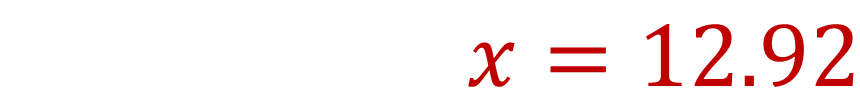 x = 12.92